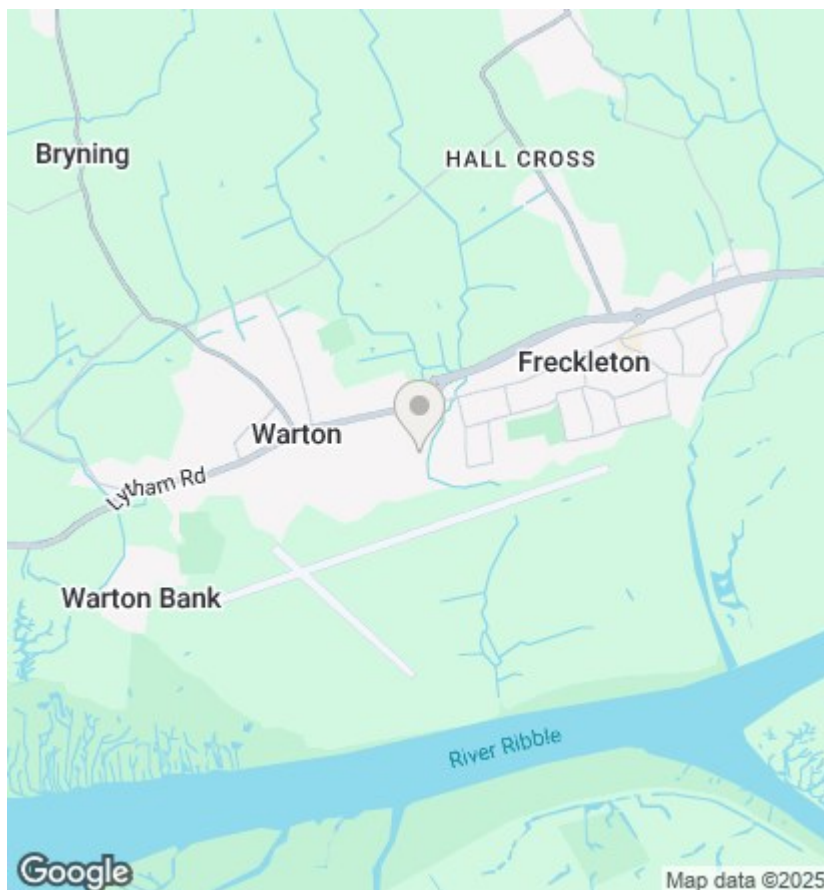 Bryning
HALL CROSS
Freckleton
Warton
Lytham Rd
Warton Bank
River Ribble
Google
Map data ©2025